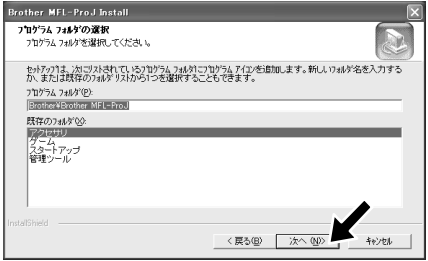 Brother MFL-ProJ Install
ﾌﾟﾛｸﾞﾗﾑ ﾌｫﾙﾀﾞの選択
ﾌﾟﾛｸﾞﾗﾑ ﾌｫﾙﾀﾞを選択してください。
ｾｯﾄｱｯﾌﾟは、次にﾘｽﾄされているﾌﾟﾛｸﾞﾗﾑ ﾌｫﾙﾀﾞにﾌﾟﾛｸﾞﾗﾑ ｱｲｺﾝを追加します。新しいﾌｫﾙﾀﾞ名を入力する
か、または既存のﾌｫﾙﾀﾞ ﾘｽﾄから1つを選択することもできます。
ﾌﾟﾛｸﾞﾗﾑ ﾌｫﾙﾀﾞ(P):
Brother¥Brother MFL-ProJ
既存のﾌｫﾙﾀﾞ(X):
アクセサリ
ゲーム
スタートアップ
管理ツール
InstallShield
< 戻る(B)
次へ (N)>
ｷｬﾝｾﾙ